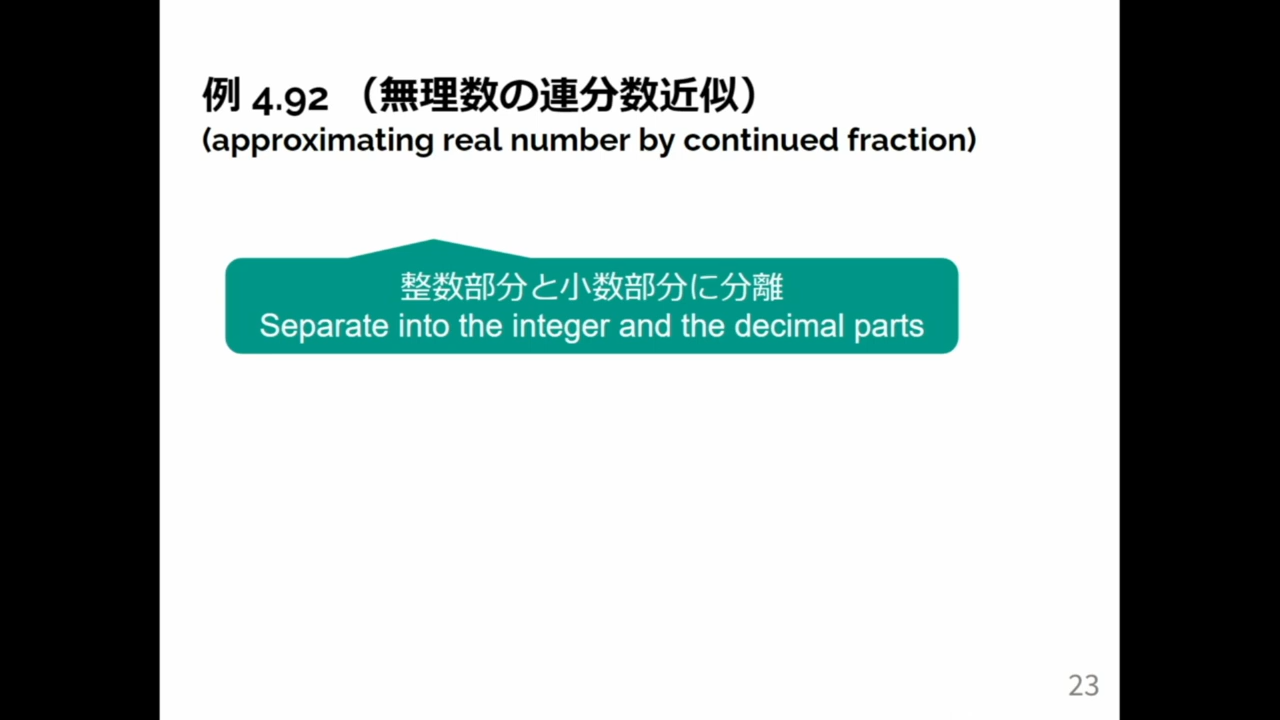 例 4.92 （無理数の連分数近似）
(approximating real number by continued fraction)
整数部分と小数部分に分離
Separate into the integer and the decimal parts
23